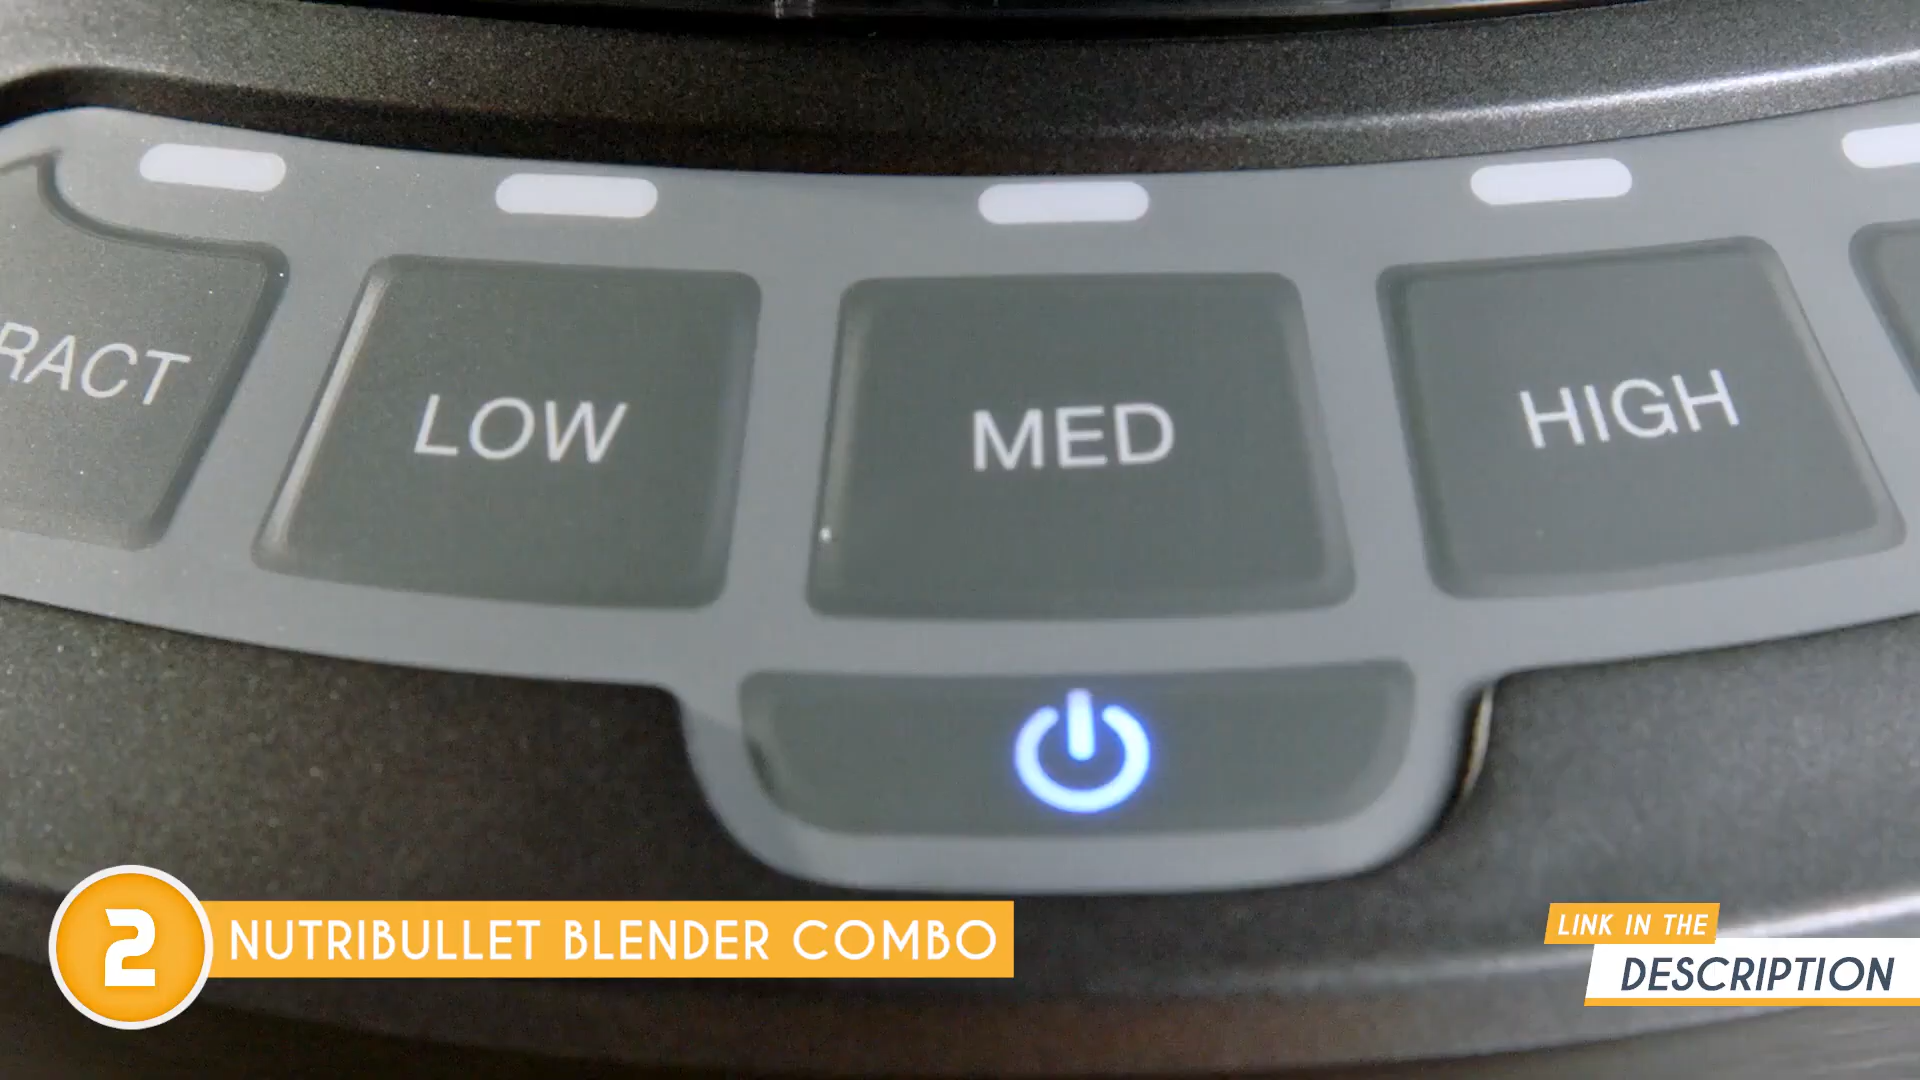 RACT
LOW
MED
HIGH
2
NUTRIBULLET BLENDER COMBO
LINK IN THE
DESCRIPTION